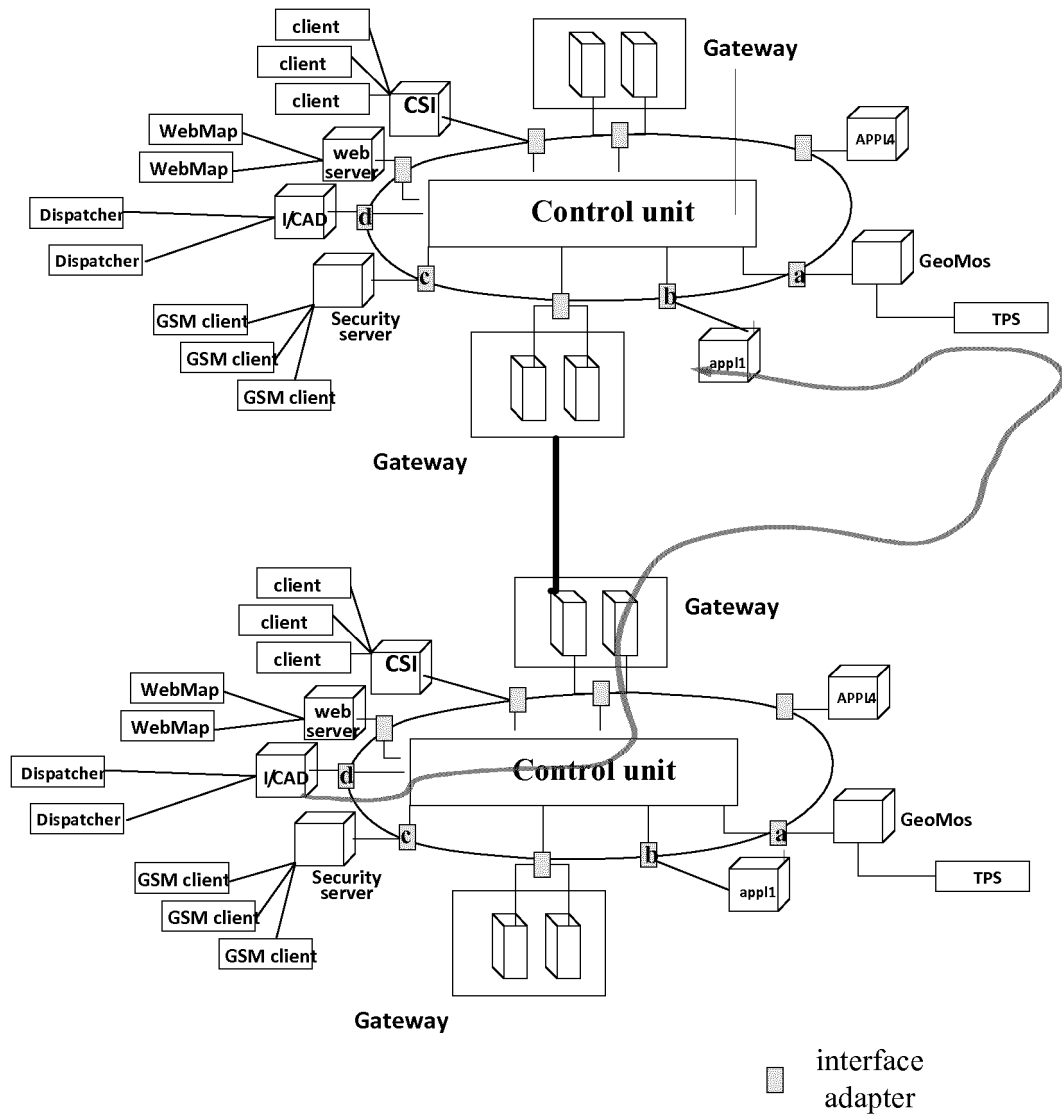 client
Gateway
client
client
CSI
WebMap
web
server
APPL4
WebMap
Dispatcher
I/CAD
d
Control unit
Dispatcher
c
a
GeoMos
b
GSM client
Security
server
TPS
GSM client
appl1
GSM client
Gateway
client
Gateway
client
client
CSI
WebMap
APPL4
WebMap
web
server
Dispatcher
I/CAD
d
Control unit
Dispatcher
c
a
GeoMos
b
GSM client
Security
server
appl1
TPS
GSM client
GSM client
Gateway
interface
adapter